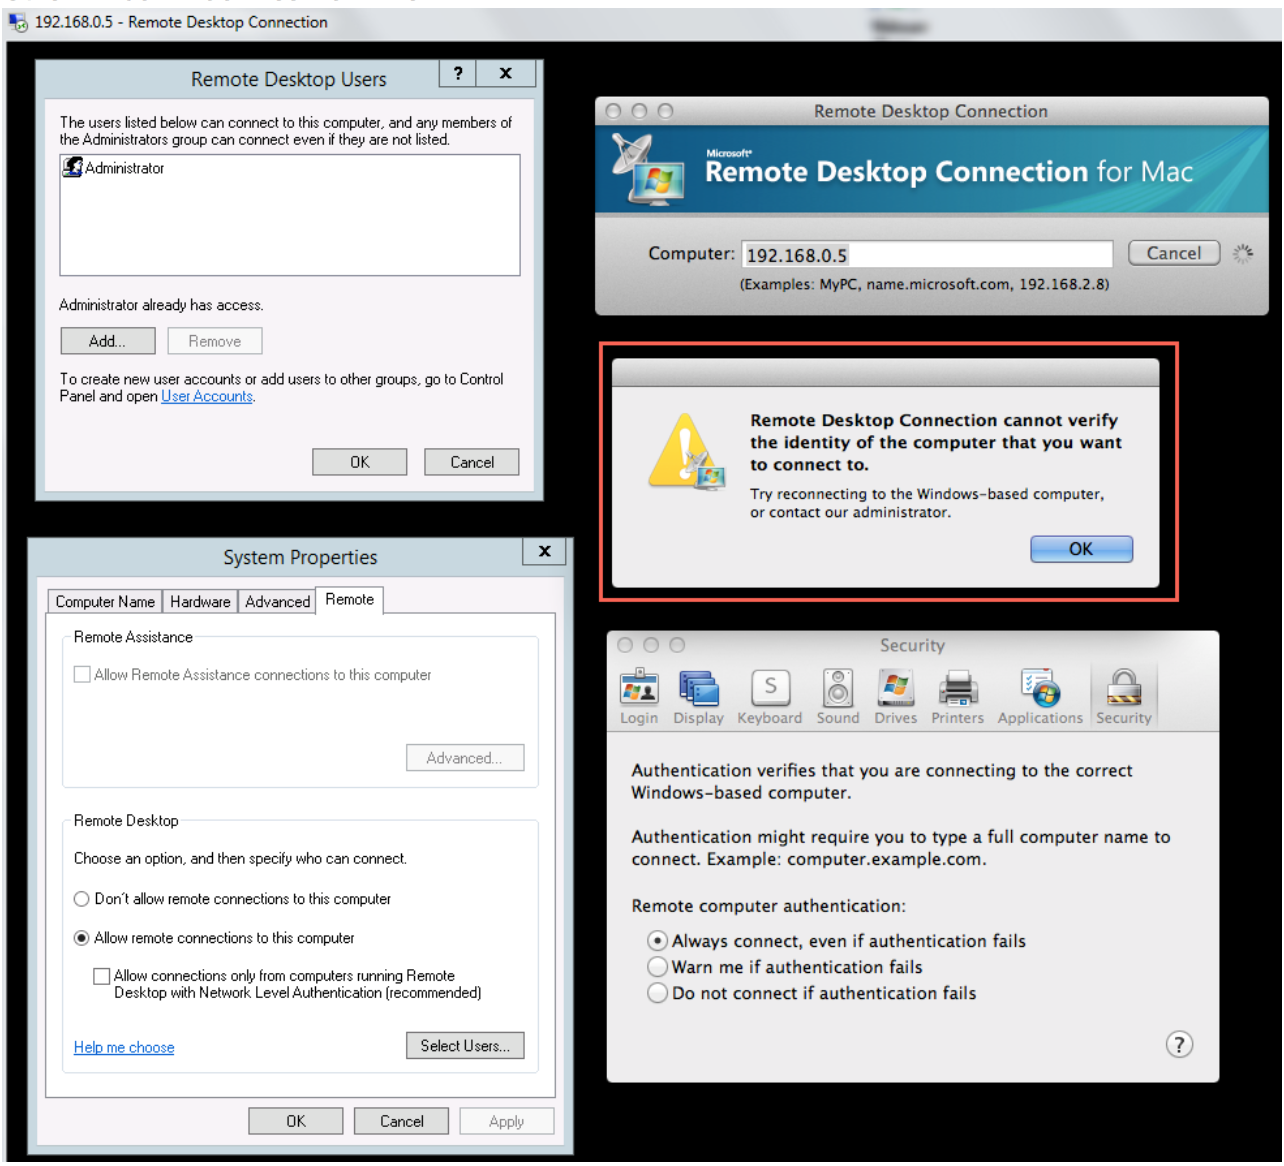 192.168.0.5 - Remote Desktop Connection
Remote Desktop Users
?
x
The users listed below can connect to this computer, and any members of
the Administrators group can connect even if they are not listed.
Administrator
Administrator already has access.
Add...
Remove
To create new user accounts or add users to other groups, go to Control
Panel and open User Accounts.
OK
Cancel
Remote Desktop Connection
Microsoft®
Remote Desktop Connection for Mac
Computer: 192.168.0.5
Cancel
(Examples: MyPC, name.microsoft.com, 192.168.2.8)
Remote Desktop Connection cannot verify
the identity of the computer that you want
to connect to.
Try reconnecting to the Windows-based computer,
or contact our administrator.
OK
System Properties
x
Computer Name
Hardware
Advanced
Remote
Remote Assistance
Allow Remote Assistance connections to this computer
Advanced...
Remote Desktop
Choose an option, and then specify who can connect.
Don't allow remote connections to this computer
Allow remote connections to this computer
Allow connections only from computers running Remote
Desktop with Network Level Authentication (recommended)
Help me choose
Select Users...
OK
Cancel
Apply
Security
S
Login
Display
Keyboard
Sound
Drives
Printers
Applications
Security
Authentication verifies that you are connecting to the correct
Windows-based computer.
Authentication might require you to type a full computer name to
connect. Example: computer.example.com.
Remote computer authentication:
Always connect, even if authentication fails
Warn me if authentication fails
Do not connect if authentication fails
?